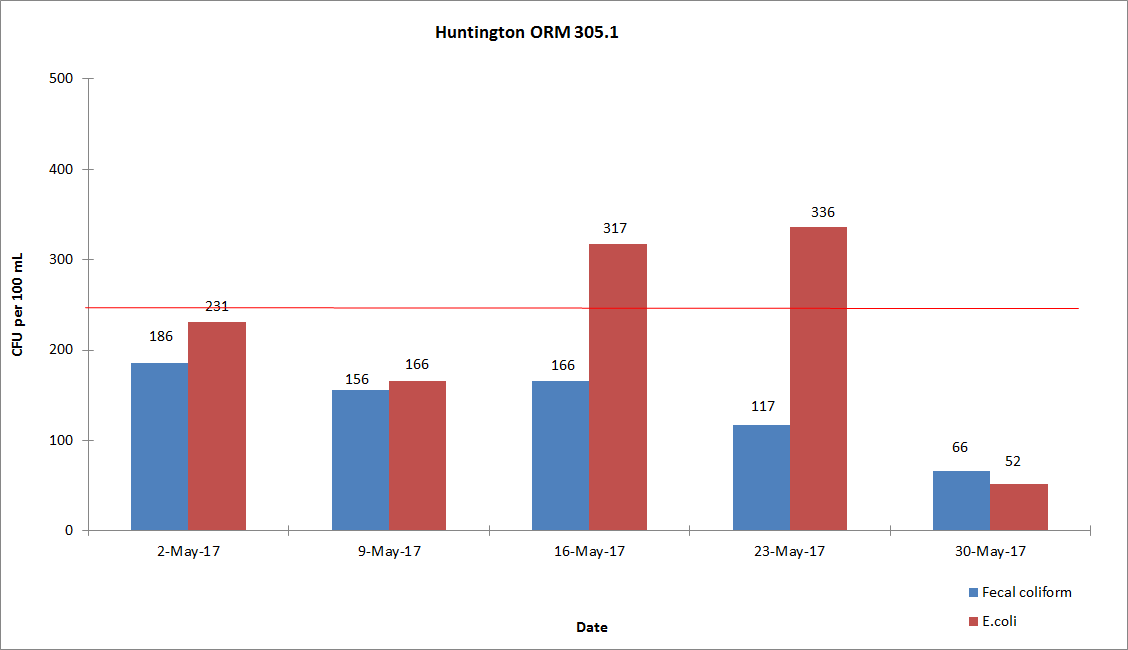 Huntington ORM 305.1
500
400
300
200
100
0
CFU per 100 mL
186
231
156
166
166
317
117
336
66
52
2-May-17
9-May-17
16-May-17
23-May-17
30-May-17
Date
Fecal coliform
E.coli